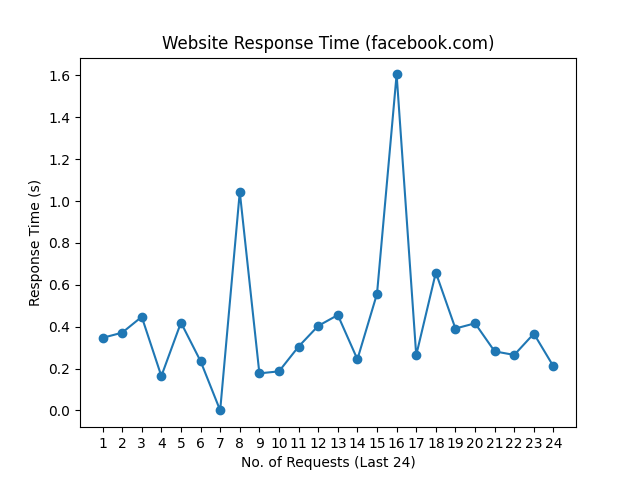 Website Response Time (facebook.com)
1.6
1.4
1.2
1.0
0.8
0.6
0.4
0.2
0.0
Response Time (s)
1 2 3 4 5 6 7 8 9 10 11 12 13 14 15 16 17 18 19 20 21 22 23 24
No. of Requests (Last 24)